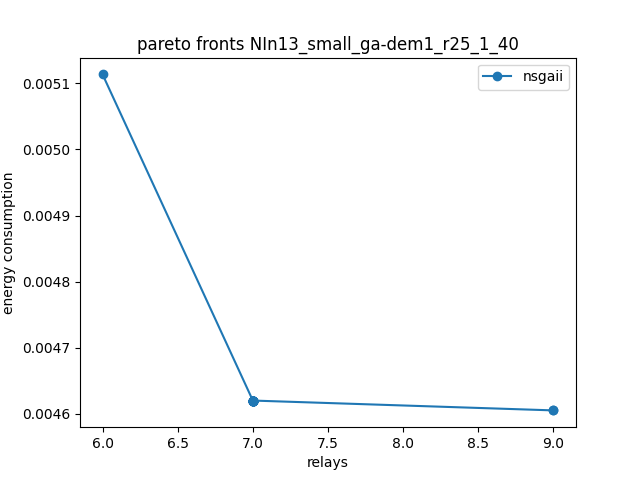 pareto fronts NIn13_small_ga-dem1_r25_1_40
nsgaii
energy consumption
0.0051
0.0050
0.0049
0.0048
0.0047
0.0046
6.0 6.5 7.0 7.5 8.0 8.5 9.0
relays